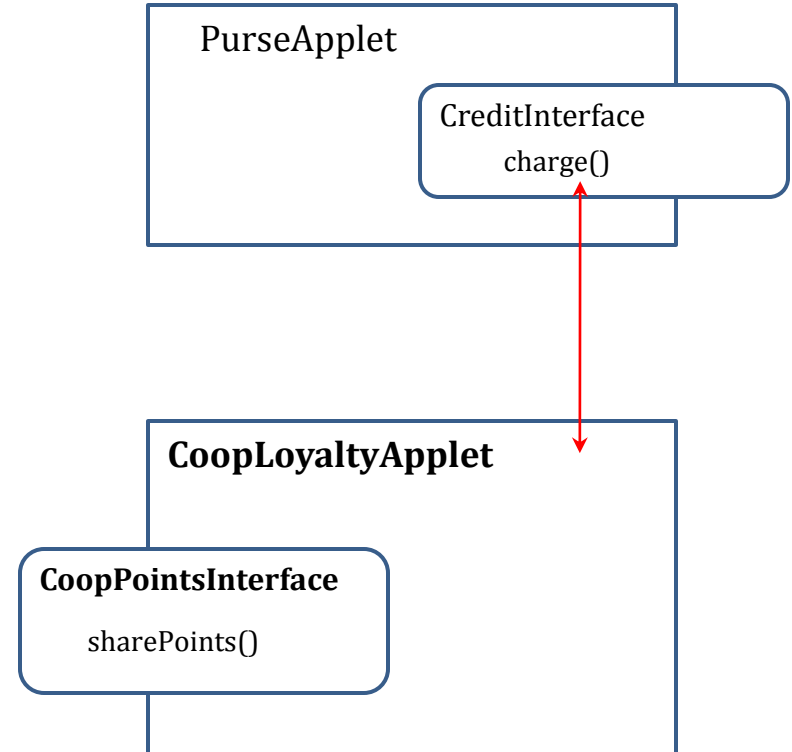 PurseApplet
CreditInterface
charge()
CoopLoyaltyApplet
CoopPointsInterface
sharePoints()